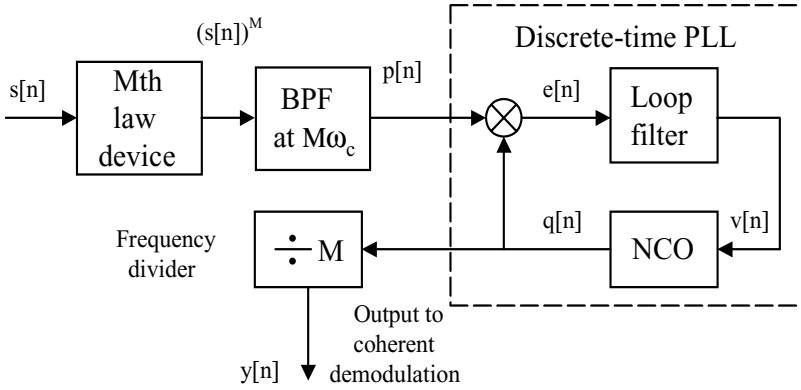 (s[n])^M
Discrete-time PLL
s[n]
Mth
law
device
BPF
at Mω_c
p[n]
e[n]
Loop
filter
Frequency
divider
÷ M
q[n]
NCO
v[n]
Output to
coherent
demodulation
y[n]